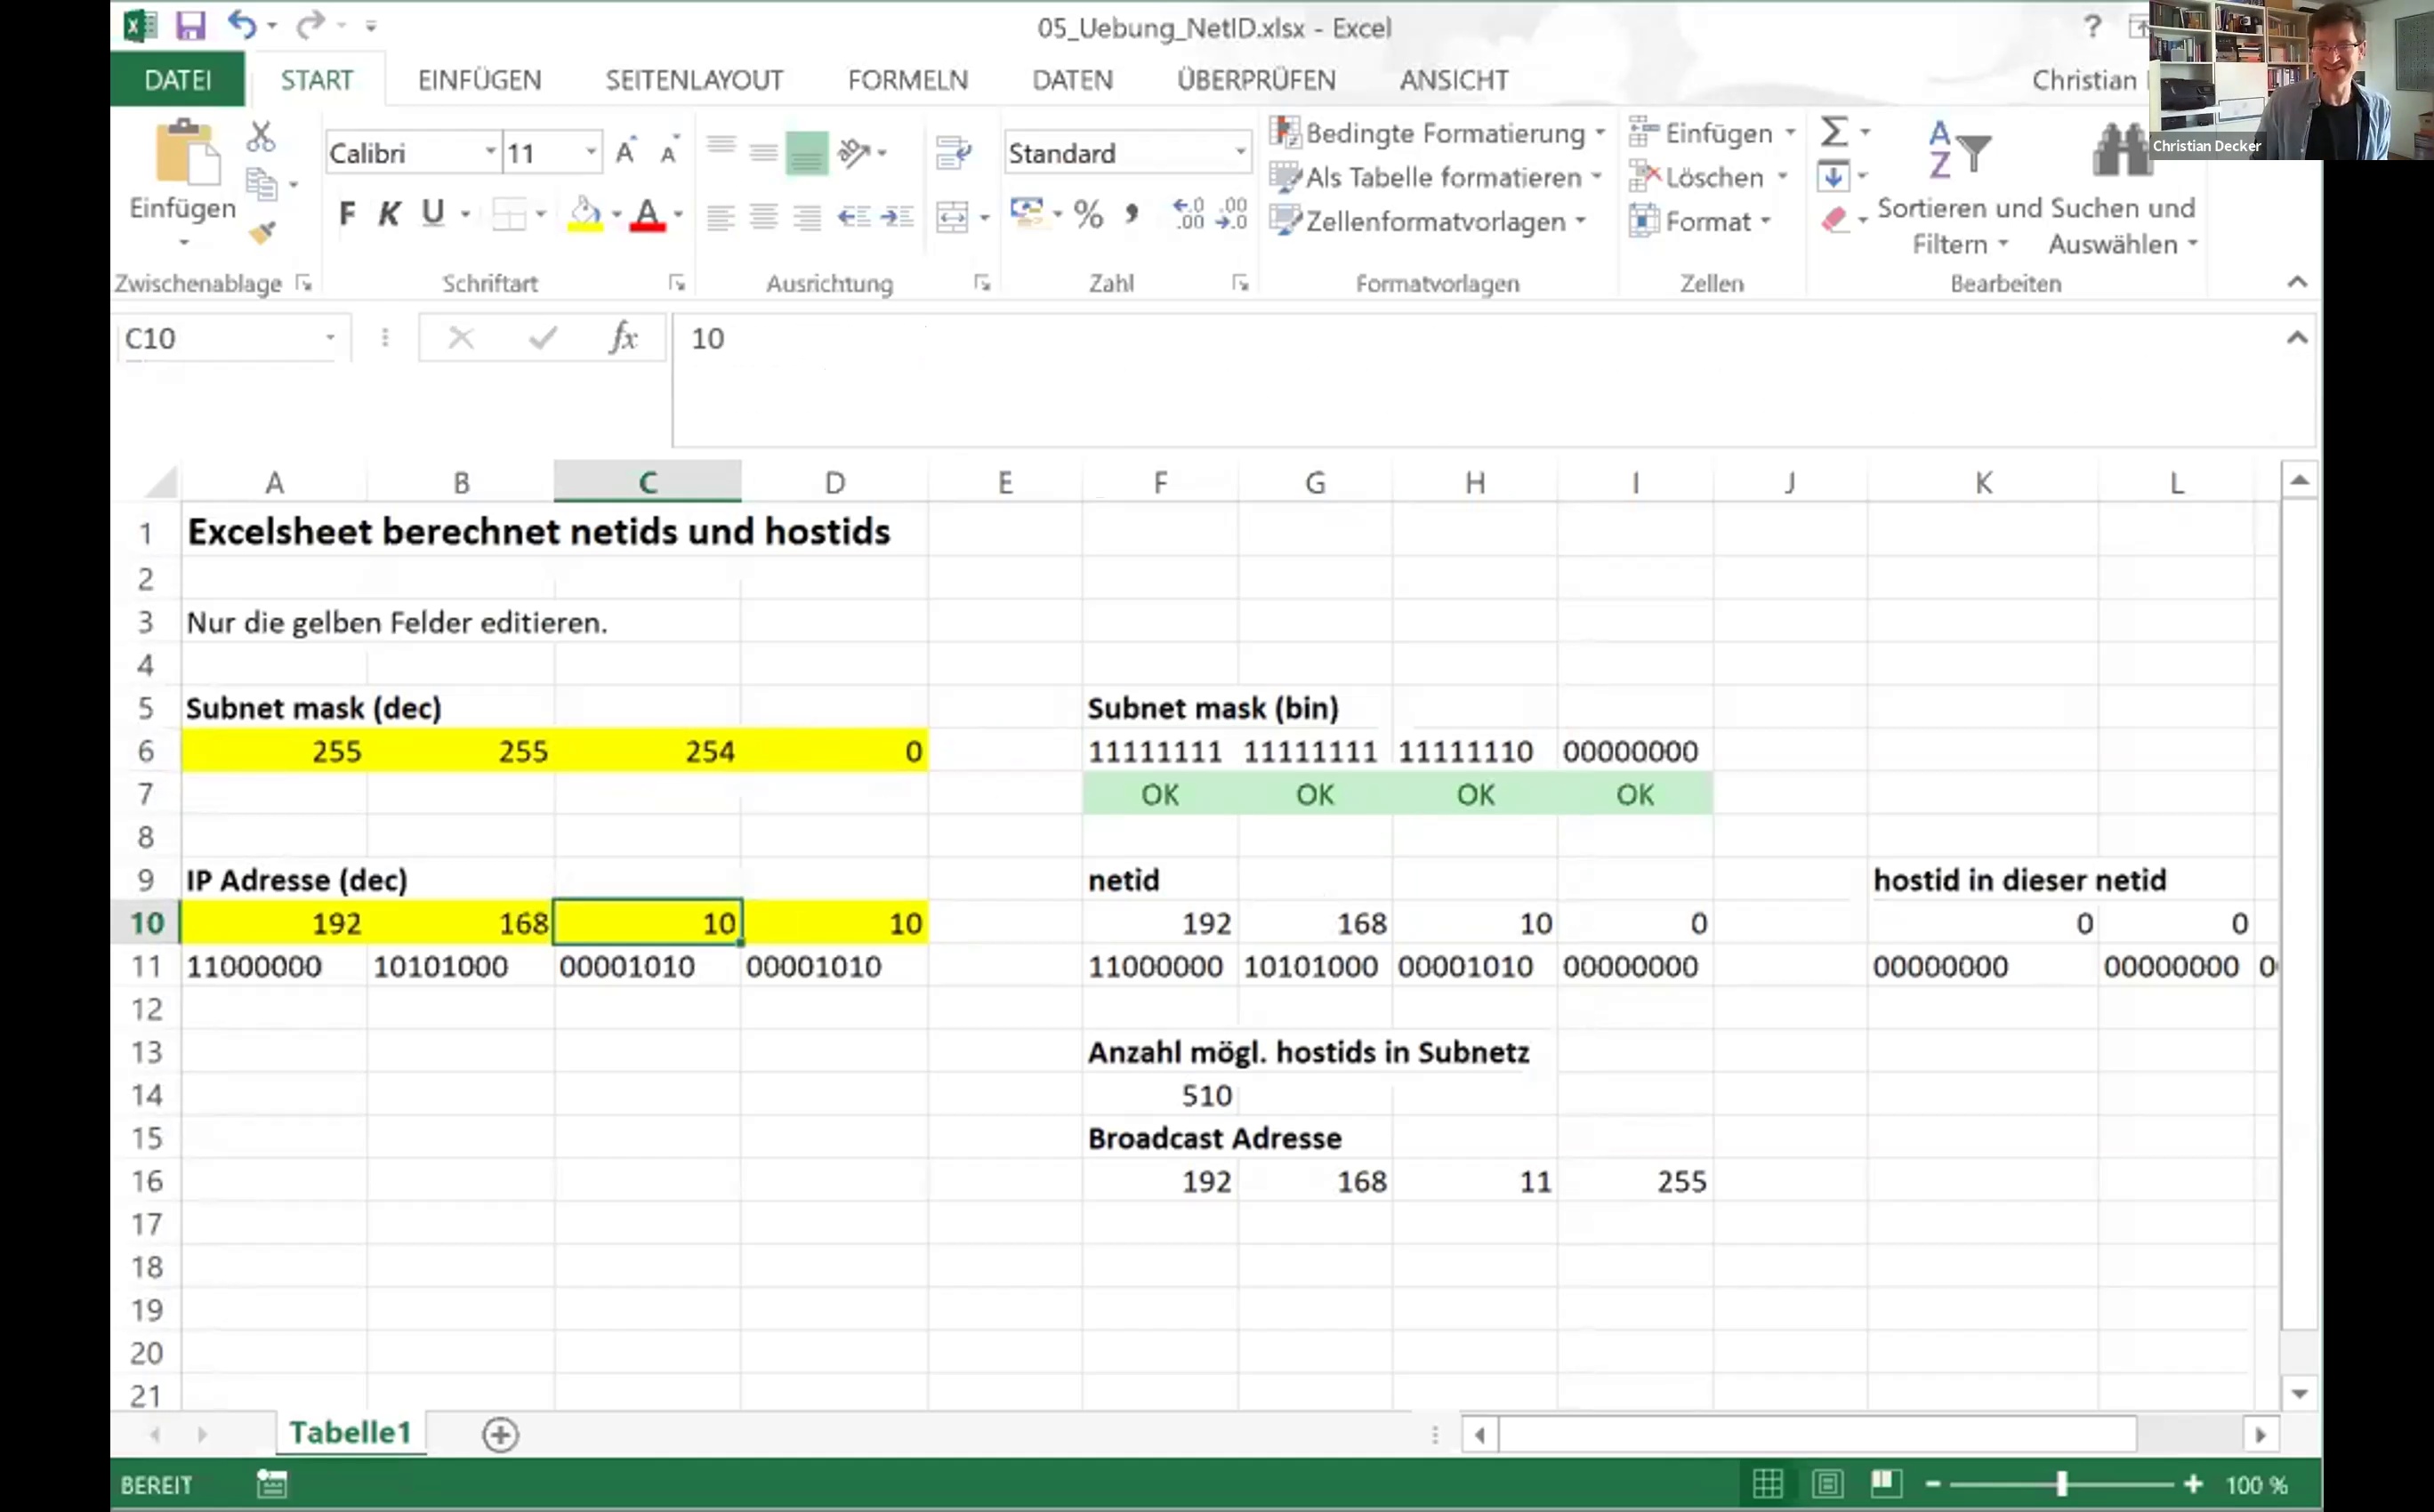 05_Uebung_NetID.xlsx - Excel
?
DATEI START EINFÜGEN SEITENLAYOUT FORMELN DATEN ÜBERPRÜFEN ANSICHT Christian
Christian Decker
Einfügen
Calibri 11
F K U
Standard
%
Bedingte Formatierung
Als Tabelle formatieren
Zellenformatvorlagen
Einfügen
Löschen
Format
Sortieren und Filtern
Suchen und Auswählen
Zwischenablage Schriftart Ausrichtung Zahl Formatvorlagen Zellen Bearbeiten
C10 fx 10
A B C D E F G H I J K L
1 Excelsheet berechnet netids und hostids
2
3 Nur die gelben Felder editieren.
4
5 Subnet mask (dec) Subnet mask (bin)
6 255 255 254 0 11111111 11111111 11111110 00000000
7 OK OK OK OK
8
9 IP Adresse (dec) netid hostid in dieser netid
10 192 168 10 10 192 168 10 0 0 0
11 11000000 10101000 00001010 00001010 11000000 10101000 00001010 00000000 00000000 00000000
12
13 Anzahl mögl. hostids in Subnetz
14 510
15 Broadcast Adresse
16 192 168 11 255
17
18
19
20
21
Tabelle1
BEREIT 100 %